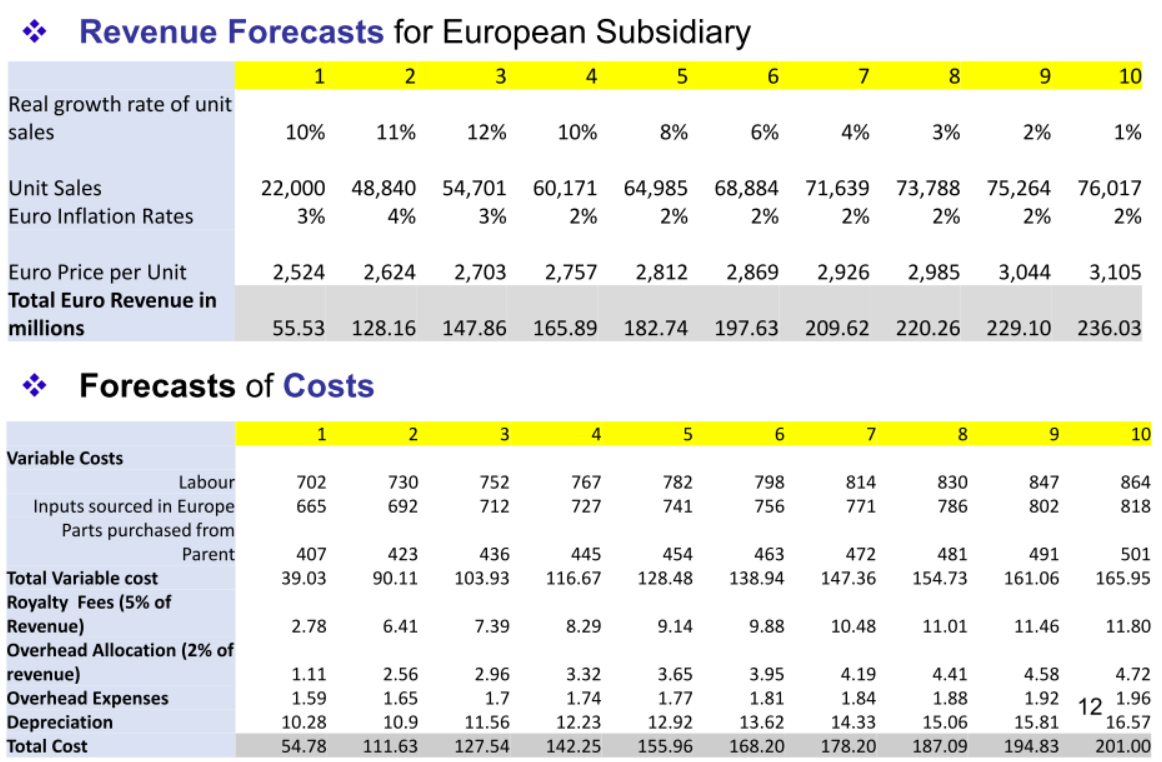 ❖ Revenue Forecasts for European Subsidiary
1 2 3 4 5 6 7 8 9 10
Real growth rate of unit
sales 10% 11% 12% 10% 8% 6% 4% 3% 2% 1%
Unit Sales 22,000 48,840 54,701 60,171 64,985 68,884 71,639 73,788 75,264 76,017
Euro Inflation Rates 3% 4% 3% 2% 2% 2% 2% 2% 2% 2%
Euro Price per Unit 2,524 2,624 2,703 2,757 2,812 2,869 2,926 2,985 3,044 3,105
Total Euro Revenue in
millions 55.53 128.16 147.86 165.89 182.74 197.63 209.62 220.26 229.10 236.03
❖ Forecasts of Costs
1 2 3 4 5 6 7 8 9 10
Variable Costs
Labour 702 730 752 767 782 798 814 830 847 864
Inputs sourced in Europe 665 692 712 727 741 756 771 786 802 818
Parts purchased from
Parent 407 423 436 445 454 463 472 481 491 501
Total Variable cost 39.03 90.11 103.93 116.67 128.48 138.94 147.36 154.73 161.06 165.95
Royalty Fees (5% of
Revenue) 2.78 6.41 7.39 8.29 9.14 9.88 10.48 11.01 11.46 11.80
Overhead Allocation (2% of
revenue) 1.11 2.56 2.96 3.32 3.65 3.95 4.19 4.41 4.58 4.72
Overhead Expenses 1.59 1.65 1.7 1.74 1.77 1.81 1.84 1.88 1.92 1.96
12
Depreciation 10.28 10.9 11.56 12.23 12.92 13.62 14.33 15.06 15.81 16.57
Total Cost 54.78 111.63 127.54 142.25 155.96 168.20 178.20 187.09 194.83 201.00